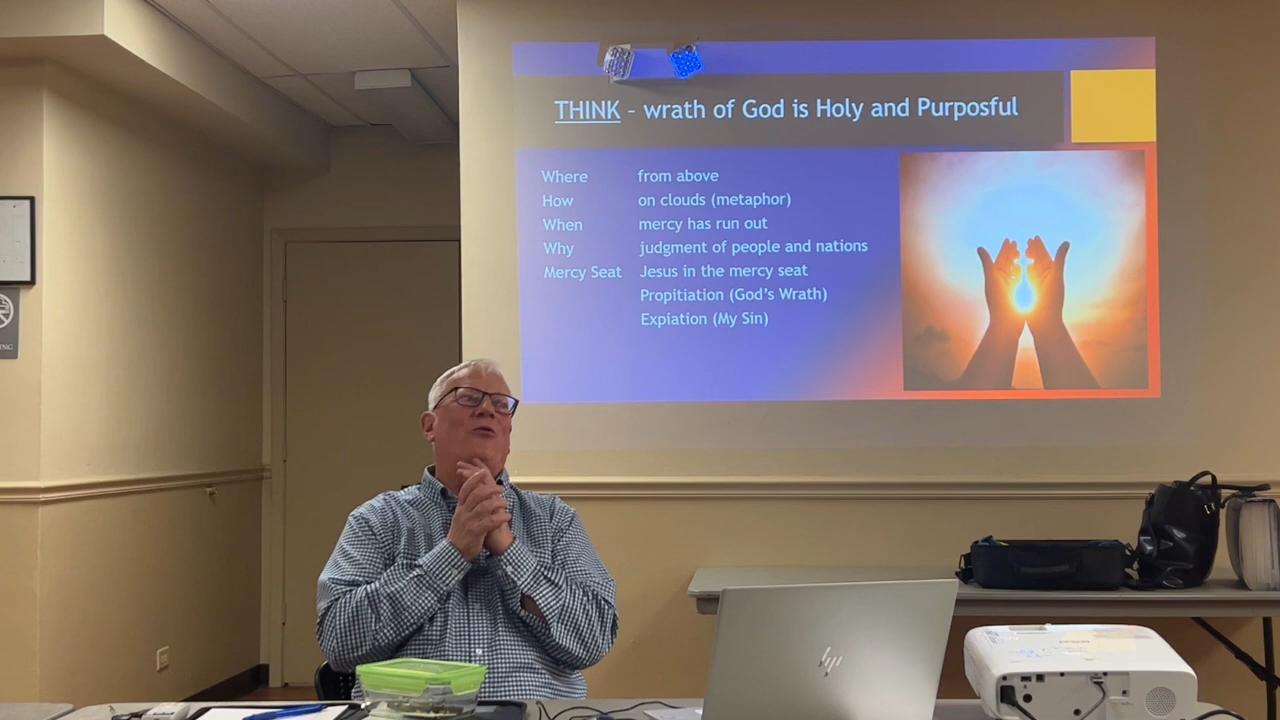 THINK - wrath of God is Holy and Purposful
Where from above
How on clouds (metaphor)
When mercy has run out
Why judgment of people and nations
Mercy Seat Jesus in the mercy seat
Propitiation (God's Wrath)
Expiation (My Sin)
ING
hp